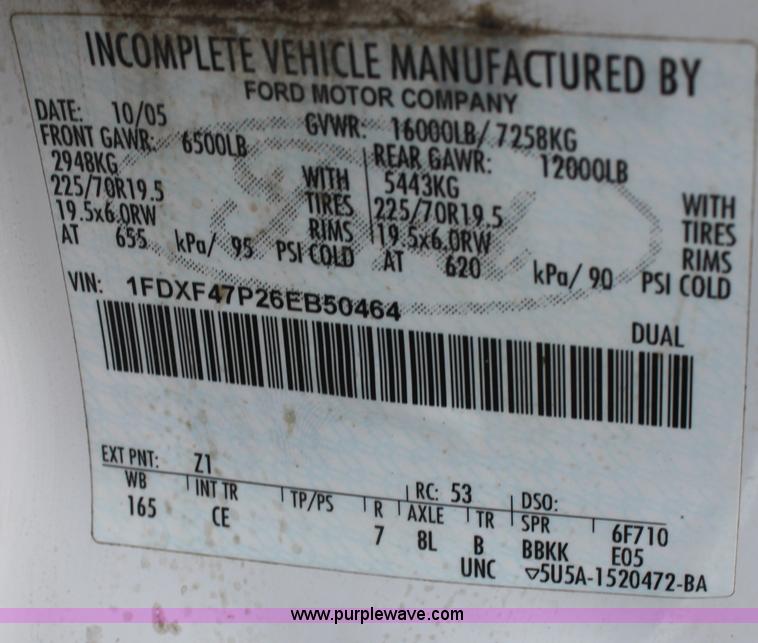 INCOMPLETE VEHICLE MANUFACTURED BY
FORD MOTOR COMPANY
DATE: 10/05 GVWR: 16000LB/ 7258KG
FRONT GAWR: 6500LB REAR GAWR: 12000LB
2948KG WITH 5443KG WITH
225/70R19.5 TIRES 225/70R19.5 TIRES
19.5x6.0RW RIMS 19.5x6.0RW RIMS
AT 655 kPa/ 95 PSI COLD AT 620 kPa/ 90 PSI COLD
VIN: 1FDXF47P26EB50464
DUAL
EXT PNT: Z1 RC: 53 DSO:
WB INT TR TP/PS R AXLE TR SPR 6F710
165 CE 7 8L B BBKK E05
UNC ▽5U5A-1520472-BA
www.purplewave.com